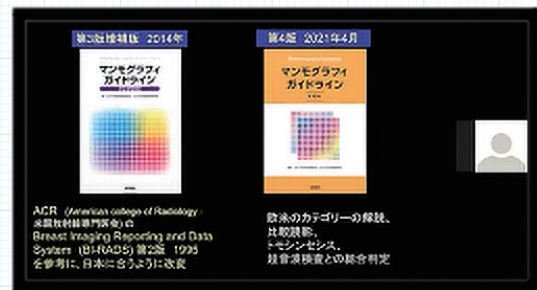 第3版増補版 2014年
マンモグラフィ
ガイドライン
ACR (American college of Radiology:
米国放射線専門医会) の
Breast Imaging Reporting and Data
System (BI-RADS) 第2版 1995
を参考に、日本に合うように改変
第4版 2021年4月
マンモグラフィ
ガイドライン
欧米のカテゴリーの解説、
比較読影、
トモシンセシス、
超音波検査との総合判定